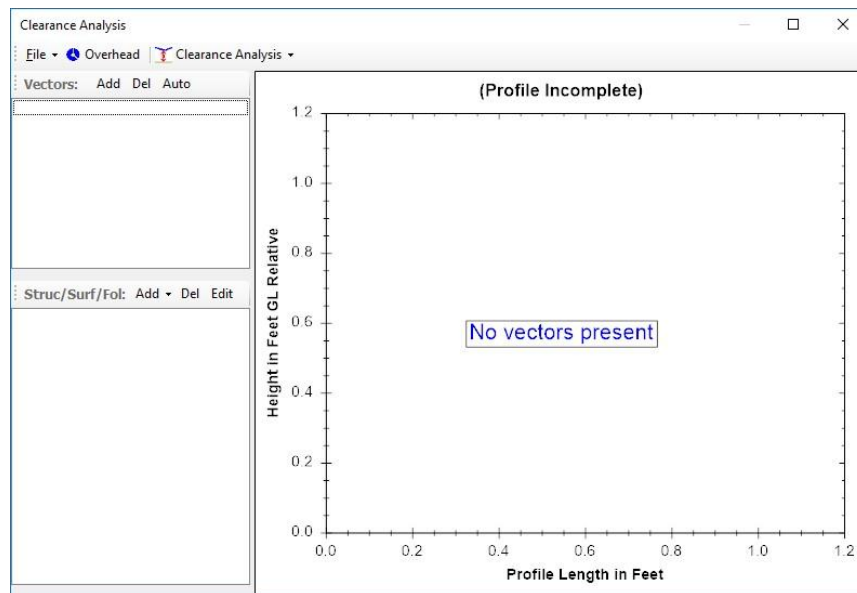 Clearance Analysis
File Overhead Clearance Analysis
Vectors: Add Del Auto
Struc/Surf/Fol: Add Del Edit
(Profile Incomplete)
Height in Feet GL Relative
1.2
1.0
0.8
0.6
0.4
0.2
0.0
No vectors present
0.0 0.2 0.4 0.6 0.8 1.0 1.2
Profile Length in Feet